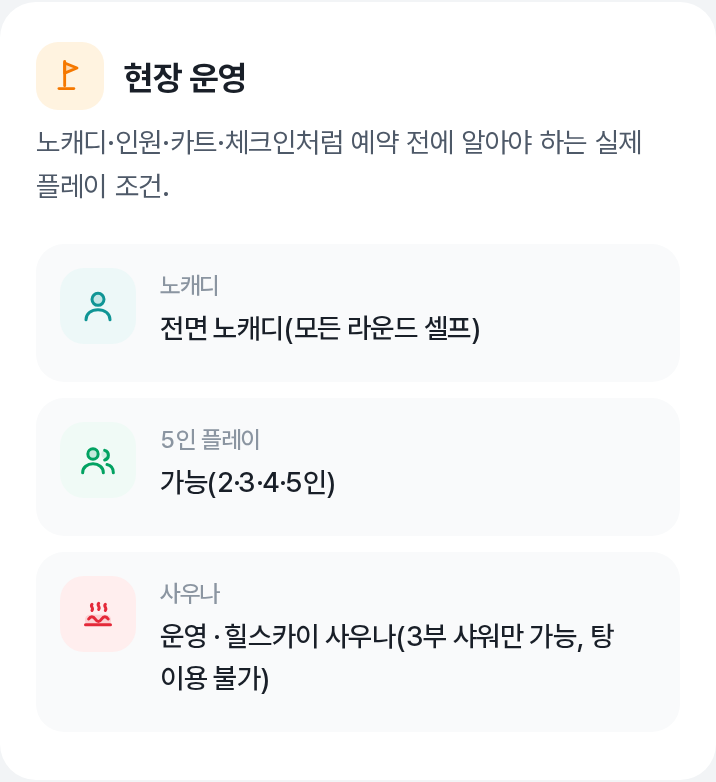 현장 운영
노캐디·인원·카트·체크인처럼 예약 전에 알아야 하는 실제
플레이 조건.
노캐디
전면 노캐디(모든 라운드 셀프)
5인 플레이
가능(2·3·4·5인)
사우나
운영 · 힐스카이 사우나(3부 샤워만 가능, 탕
이용 불가)